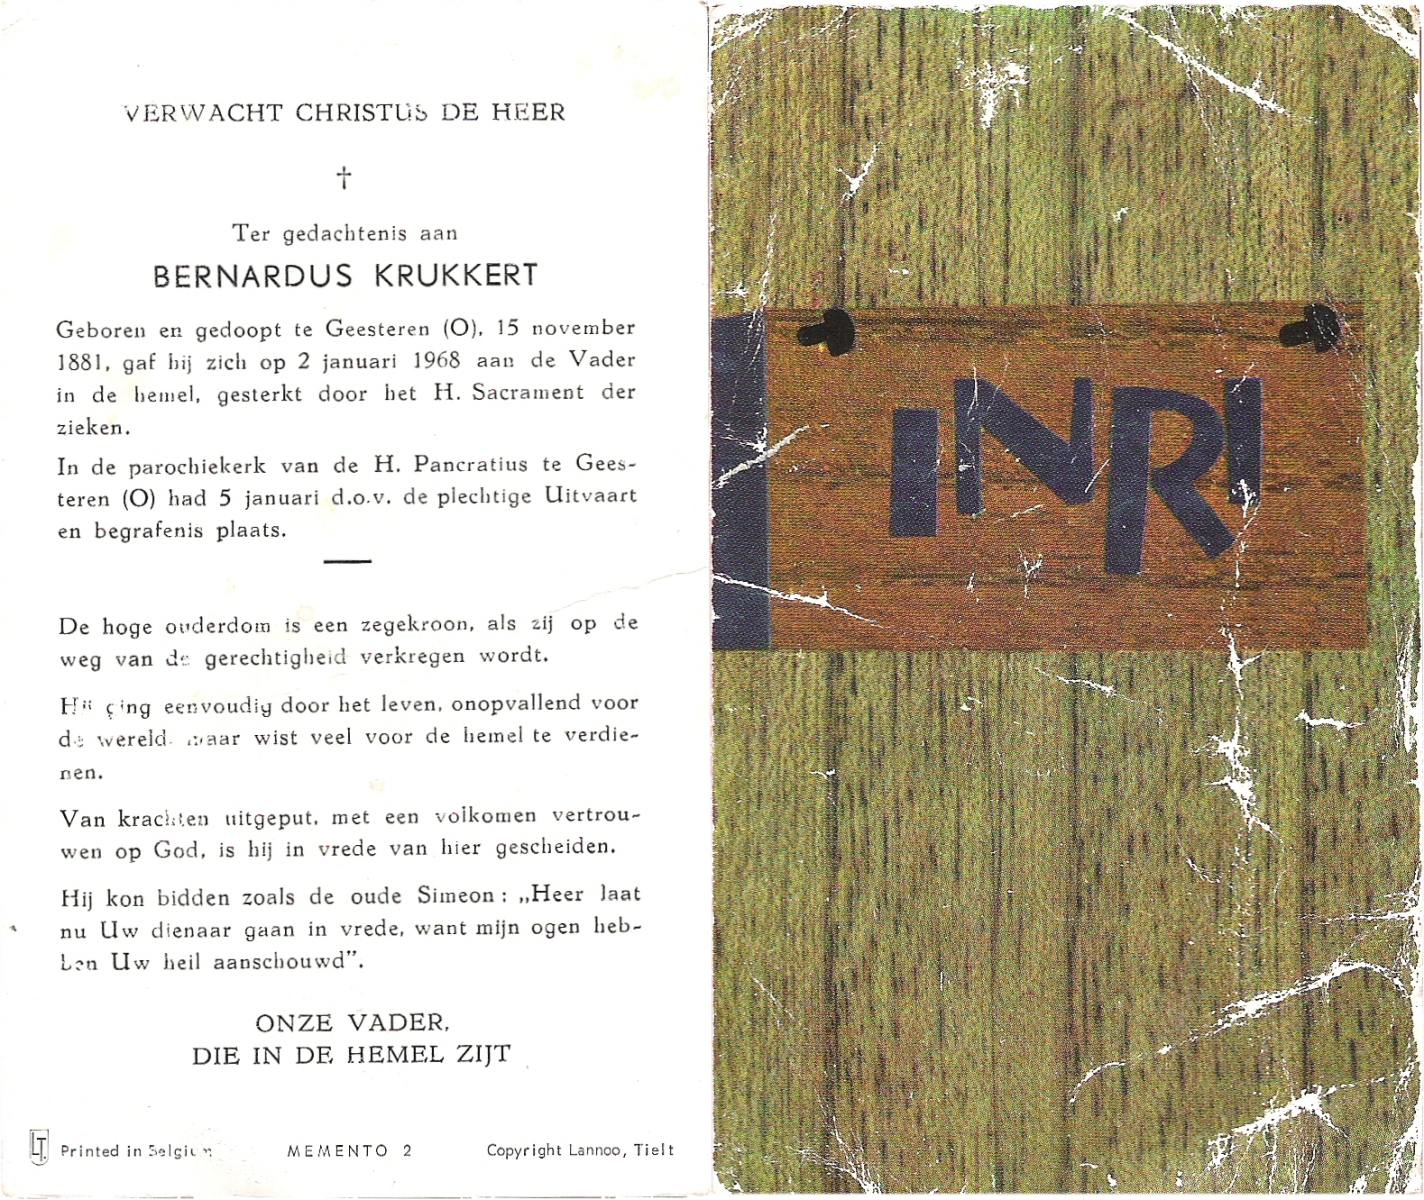 VERWACHT CHRISTUS DE HEER
†
Ter gedachtenis aan
BERNARDUS KRUKKERT
Geboren en gedoopt te Geesteren (O), 15 november
1881, gaf hij zich op 2 januari 1968 aan de Vader
in de hemel, gesterkt door het H. Sacrament der
zieken.
In de parochiekerk van de H. Pancratius te Gees-
teren (O) had 5 januari d.o.v. de plechtige Uitvaart
en begrafenis plaats.
De hoge ouderdom is een zegekroon, als zij op de
weg van de gerechtigheid verkregen wordt.
Hij ging eenvoudig door het leven, onopvallend voor
de wereld, maar wist veel voor de hemel te verdie-
nen.
Van krachten uitgeput, met een volkomen vertrou-
wen op God, is hij in vrede van hier gescheiden.
Hij kon bidden zoals de oude Simeon: „Heer laat
nu Uw dienaar gaan in vrede, want mijn ogen heb-
ben Uw heil aanschouwd”.
ONZE VADER,
DIE IN DE HEMEL ZIJT
LT Printed in Belgium MEMENTO 2 Copyright Lannoo, Tielt
INRI